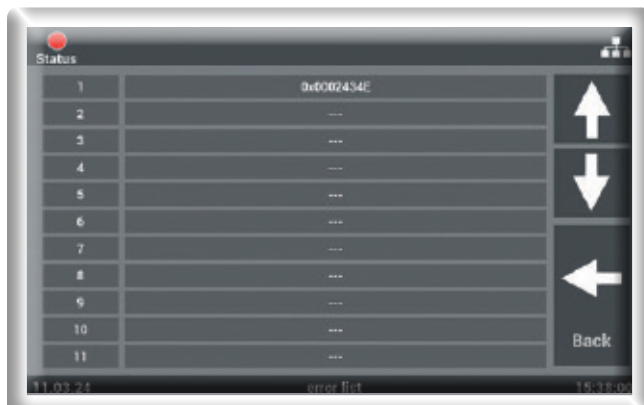 Status
1 0x0002434E
2 ---
3 ---
4 ---
5 ---
6 ---
7 ---
8 ---
9 ---
10 ---
11 ---
Back
11.03.24 error list 15:38:00